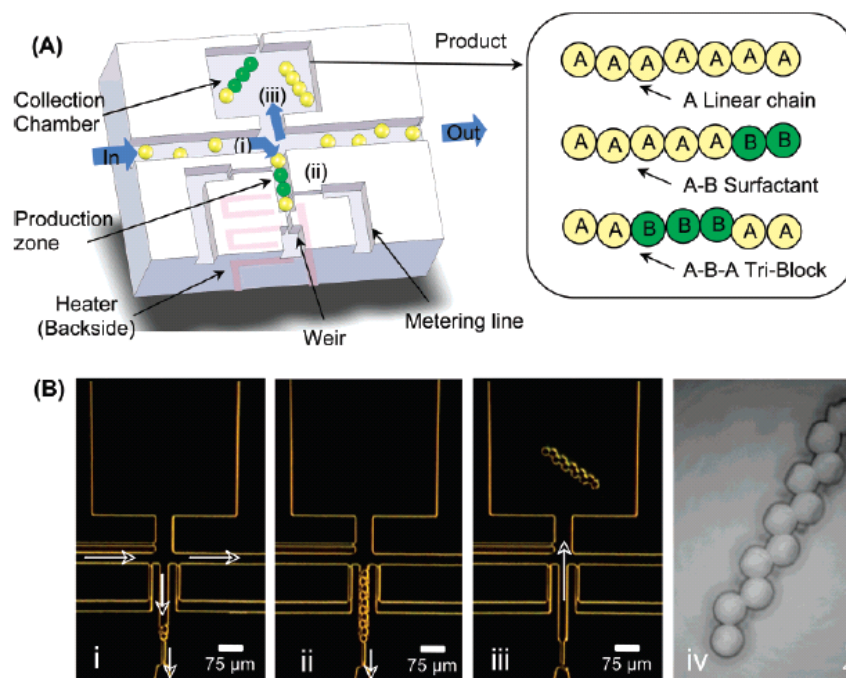 (A)
Product
Collection
Chamber
(iii)
In
(i)
Out
(ii)
Production
zone
Heater
(Backside)
Weir
Metering line
A A A A A A A
A Linear chain
A A A A A B B
A-B Surfactant
A A B B B A A
A-B-A Tri-Block
(B)
i
75 μm
ii
75 μm
iii
75 μm
iv